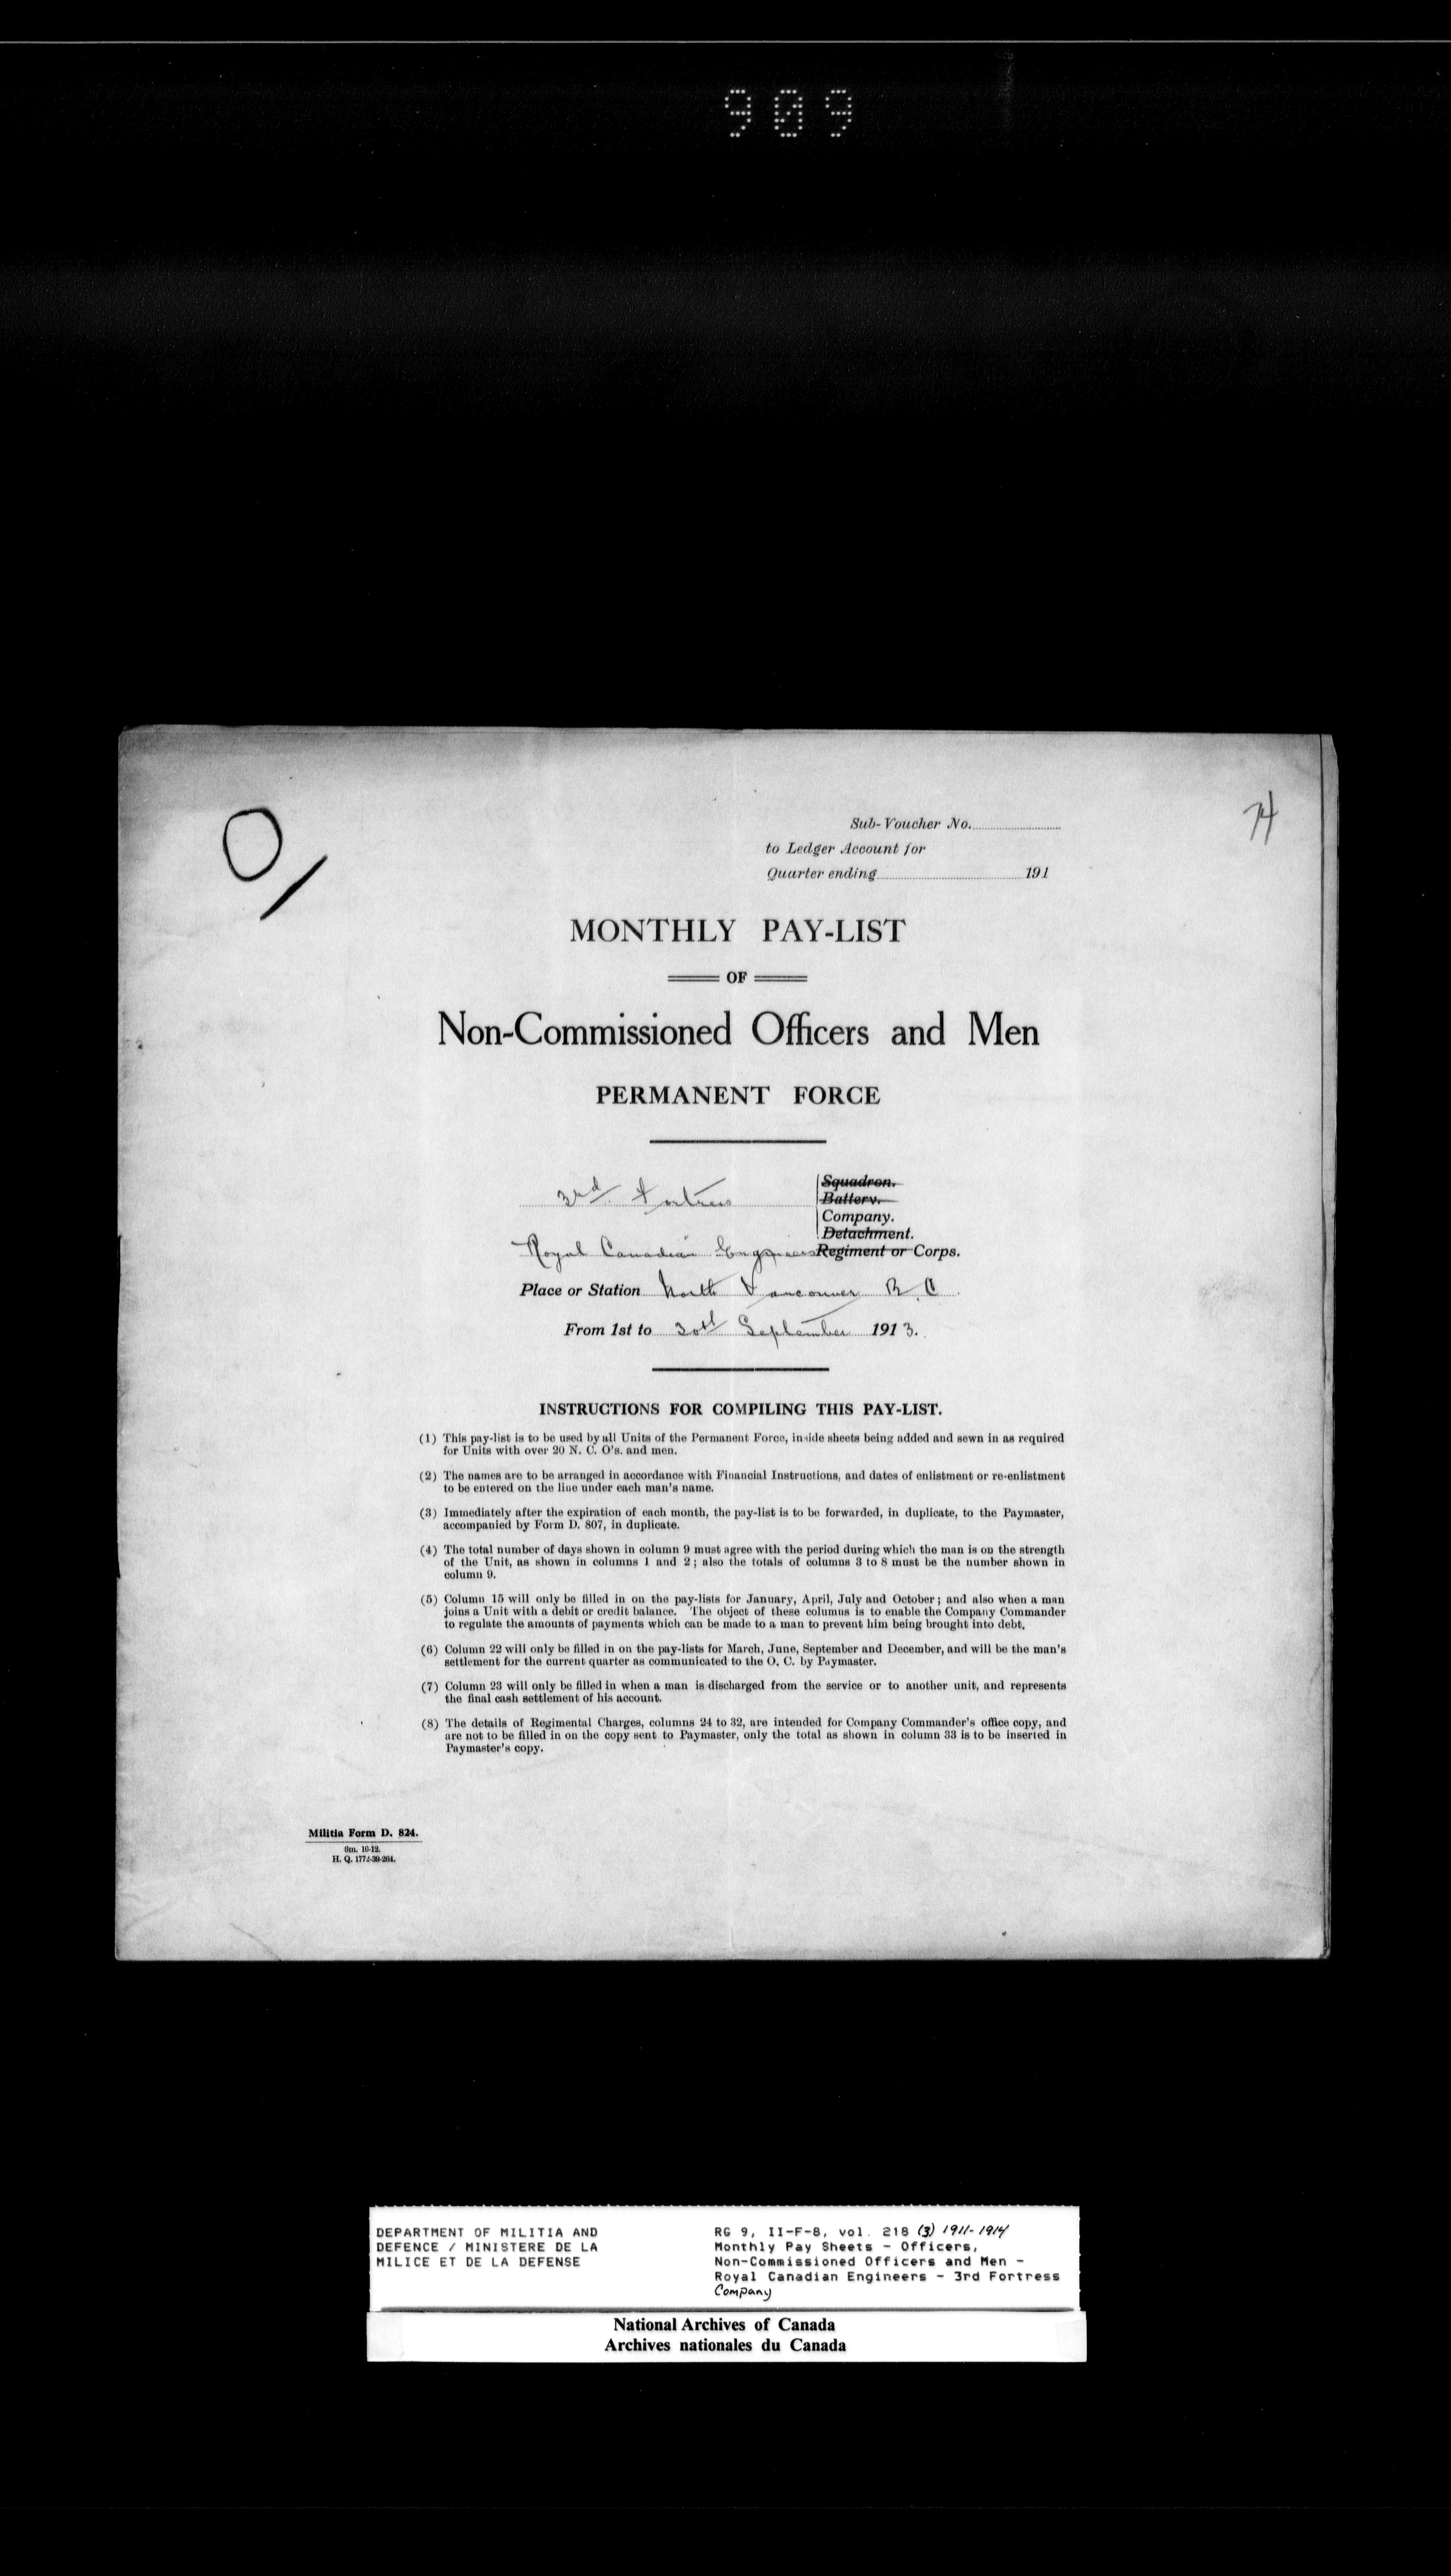 909
74
Sub-Voucher No.
to Ledger Account for
Quarter ending 191
MONTHLY PAY-LIST
OF
Non-Commissioned Officers and Men
PERMANENT FORCE
3rd Fortress
Squadron.
Battery.
Company.
Detachment.
Royal Canadian Engineers Regiment or Corps.
Place or Station North Vancouver B.C.
From 1st to 30th September 1913.
INSTRUCTIONS FOR COMPILING THIS PAY-LIST.
(1) This pay-list is to be used by all Units of the Permanent Force, inside sheets being added and sewn in as required
for Units with over 20 N. C. O's. and men.
(2) The names are to be arranged in accordance with Financial Instructions, and dates of enlistment or re-enlistment
to be entered on the line under each man's name.
(3) Immediately after the expiration of each month, the pay-list is to be forwarded, in duplicate, to the Paymaster,
accompanied by Form D. 807, in duplicate.
(4) The total number of days shown in column 9 must agree with the period during which the man is on the strength
of the Unit, as shown in columns 1 and 2; also the totals of columns 3 to 8 must be the number shown in
column 9.
(5) Column 15 will only be filled in on the pay-lists for January, April, July and October; and also when a man
joins a Unit with a debit or credit balance. The object of these columns is to enable the Company Commander
to regulate the amounts of payments which can be made to a man to prevent him being brought into debt.
(6) Column 22 will only be filled in on the pay-lists for March, June, September and December, and will be the man's
settlement for the current quarter as communicated to the O. C. by Paymaster.
(7) Column 23 will only be filled in when a man is discharged from the service or to another unit, and represents
the final cash settlement of his account.
(8) The details of Regimental Charges, columns 24 to 32, are intended for Company Commander's office copy, and
are not to be filled in on the copy sent to Paymaster, only the total as shown in column 33 is to be inserted in
Paymaster's copy.
Militia Form D. 824.
6m. 10-12.
H. Q. 1772-39-264.
DEPARTMENT OF MILITIA AND
DEFENCE / MINISTERE DE LA
MILICE ET DE LA DEFENSE
RG 9, II-F-8, vol. 218 (3) 1911-1914
Monthly Pay Sheets - Officers,
Non-Commissioned Officers and Men -
Royal Canadian Engineers - 3rd Fortress
Company
National Archives of Canada
Archives nationales du Canada